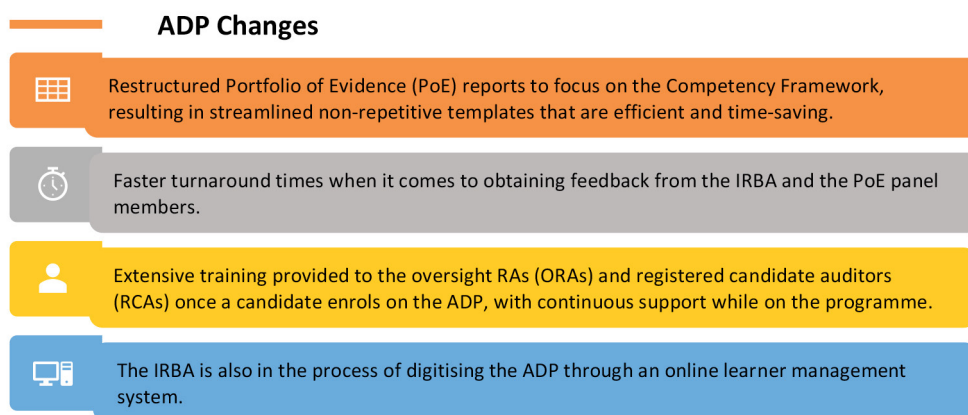 ADP Changes
Restructured Portfolio of Evidence (PoE) reports to focus on the Competency Framework,
resulting in streamlined non-repetitive templates that are efficient and time-saving.
Faster turnaround times when it comes to obtaining feedback from the IRBA and the PoE panel
members.
Extensive training provided to the oversight RAs (ORAs) and registered candidate auditors
(RCAs) once a candidate enrols on the ADP, with continuous support while on the programme.
The IRBA is also in the process of digitising the ADP through an online learner management
system.